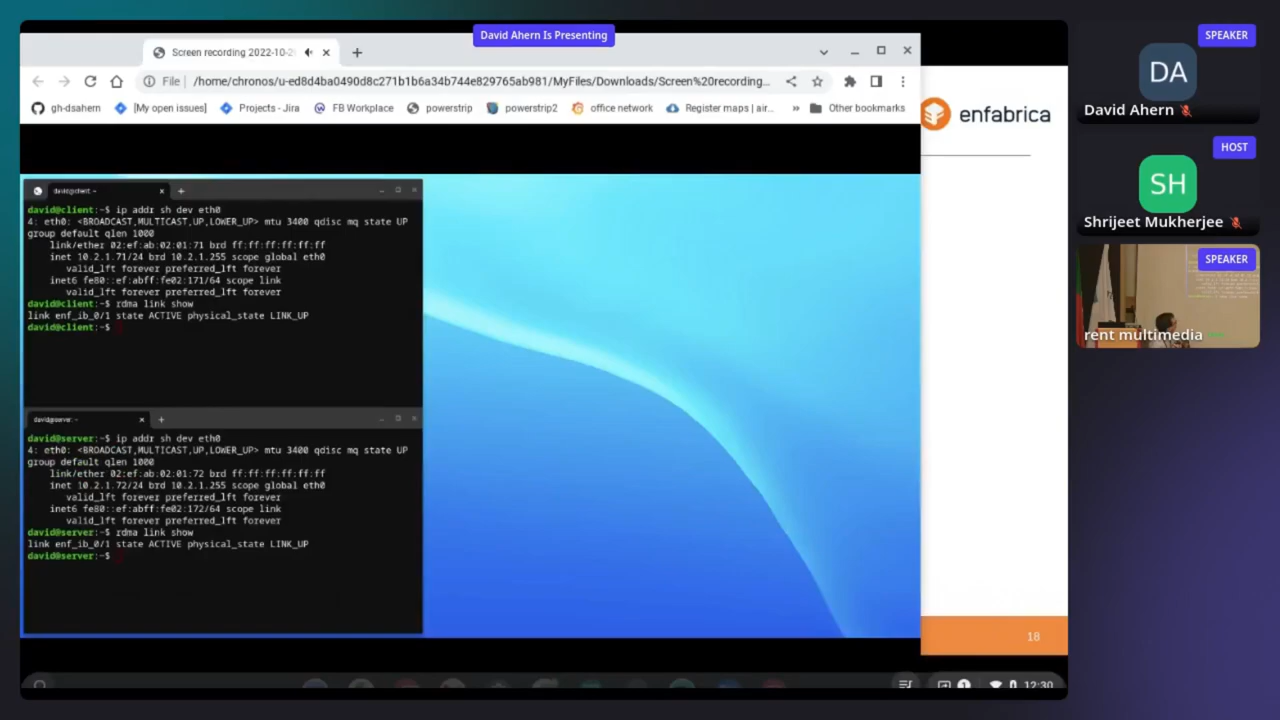 David Ahern Is Presenting
Screen recording 2022-10-2
File
/home/chronos/u-ed8d4ba0490d8c271b1b6a34b744e829765ab981/MyFiles/Downloads/Screen%20recording...
gh-dsahern
[My open issues]
Projects - Jira
FB Workplace
powerstrip
powerstrip2
office network
Register maps | air...
»
Other bookmarks
enfabrica
david@client: ~
david@client:~$ ip addr sh dev eth0
4: eth0: <BROADCAST,MULTICAST,UP,LOWER_UP> mtu 3400 qdisc mq state UP
group default qlen 1000
link/ether 02:ef:ab:02:01:71 brd ff:ff:ff:ff:ff:ff
inet 10.2.1.71/24 brd 10.2.1.255 scope global eth0
valid_lft forever preferred_lft forever
inet6 fe80::ef:abff:fe02:171/64 scope link
valid_lft forever preferred_lft forever
david@client:~$ rdma link show
link enf_ib_0/1 state ACTIVE physical_state LINK_UP
david@client:~$
david@server: ~
david@server:~$ ip addr sh dev eth0
4: eth0: <BROADCAST,MULTICAST,UP,LOWER_UP> mtu 3400 qdisc mq state UP
group default qlen 1000
link/ether 02:ef:ab:02:01:72 brd ff:ff:ff:ff:ff:ff
inet 10.2.1.72/24 brd 10.2.1.255 scope global eth0
valid_lft forever preferred_lft forever
inet6 fe80::ef:abff:fe02:172/64 scope link
valid_lft forever preferred_lft forever
david@server:~$ rdma link show
link enf_ib_0/1 state ACTIVE physical_state LINK_UP
david@server:~$
18
1
12:30
SPEAKER
DA
David Ahern
HOST
SH
Shrijeet Mukherjee
SPEAKER
rent multimedia